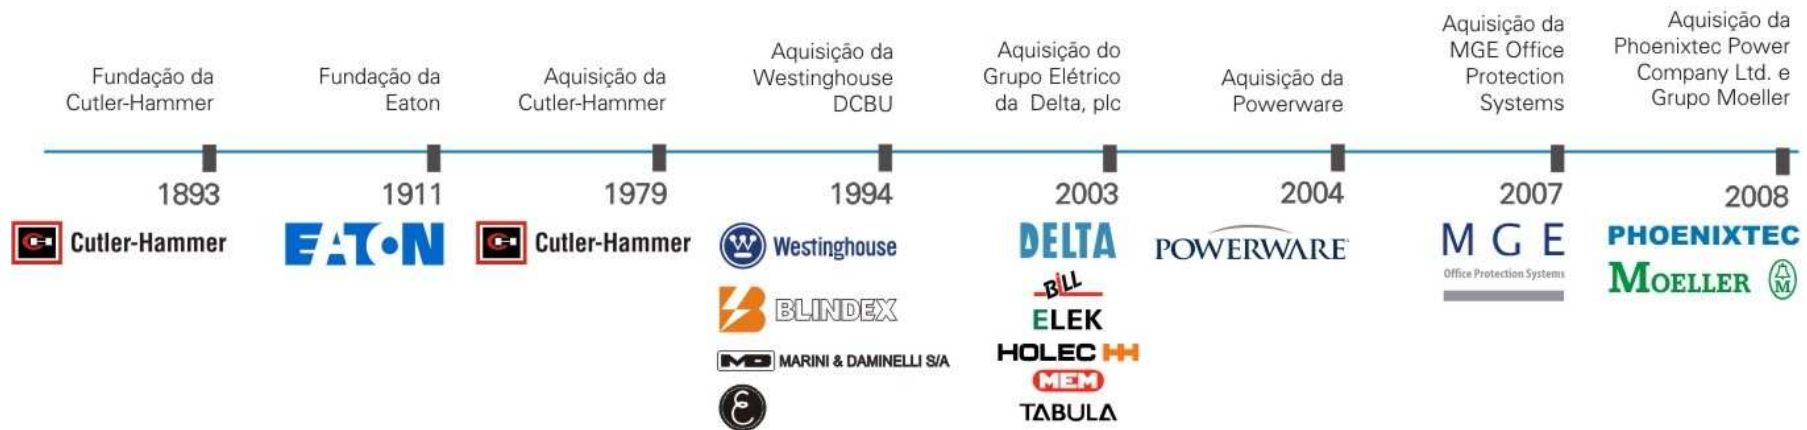 Fundação da
Cutler-Hammer
1893
Cutler-Hammer
Fundação da
Eaton
1911
EATON
Aquisição da
Cutler-Hammer
1979
Cutler-Hammer
Aquisição da
Westinghouse
DCBU
1994
W
Westinghouse
BLINDEX
MD MARINI & DAMINELLI S/A
E
Aquisição do
Grupo Elétrico
da Delta, plc
2003
DELTA
BiLL
ELEK
HOLEC HH
MEM
TABULA
Aquisição da
Powerware
2004
POWERWARE
Aquisição da
MGE Office
Protection
Systems
2007
MGE
Office Protection Systems
Aquisição da
Phoenixtec Power
Company Ltd. e
Grupo Moeller
2008
PHOENIXTEC
MOELLER M